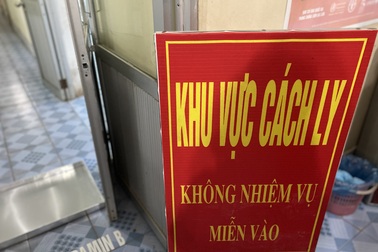 KHU VỰC CÁCH LY
KHÔNG NHIỆM VỤ
MIỄN VÀO